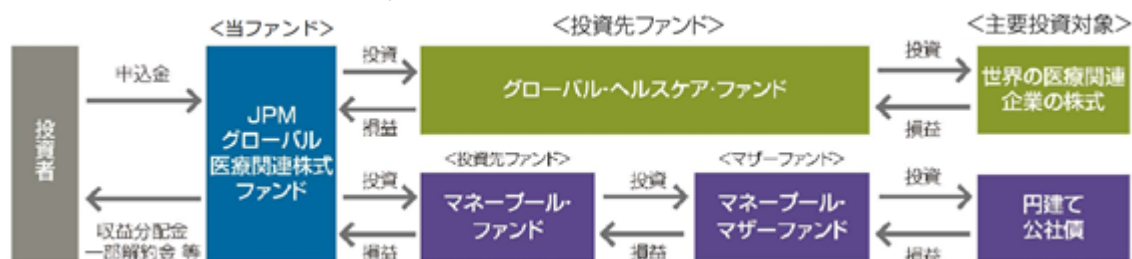 <当ファンド>
<投資先ファンド>
<主要投資対象>
投資者
申込金
収益分配金
一部解約金 等
JPM
グローバル
医療関連株式
ファンド
投資
損益
グローバル・ヘルスケア・ファンド
投資
損益
世界の医療関連
企業の株式
<投資先ファンド>
<マザーファンド>
投資
損益
マネープール・
ファンド
投資
損益
マネープール・
マザーファンド
投資
損益
円建て
公社債